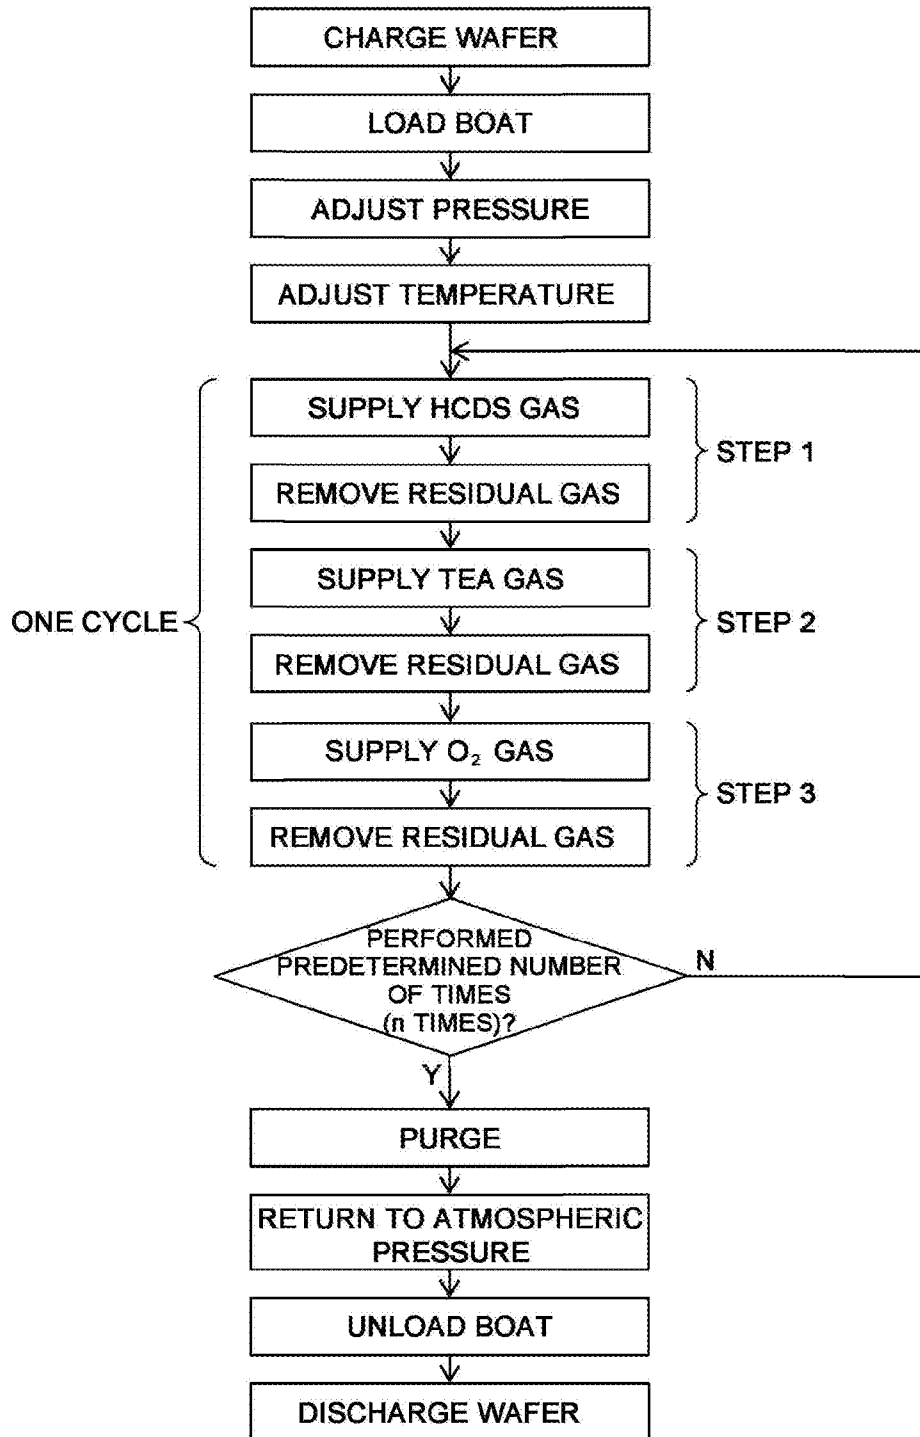 CHARGE WAFER
LOAD BOAT
ADJUST PRESSURE
ADJUST TEMPERATURE
SUPPLY HCDS GAS
STEP 1
REMOVE RESIDUAL GAS
SUPPLY TEA GAS
ONE CYCLE
STEP 2
REMOVE RESIDUAL GAS
SUPPLY O₂ GAS
STEP 3
REMOVE RESIDUAL GAS
PERFORMED
PREDETERMINED NUMBER
OF TIMES
(n TIMES)?
N
Y
PURGE
RETURN TO ATMOSPHERIC
PRESSURE
UNLOAD BOAT
DISCHARGE WAFER